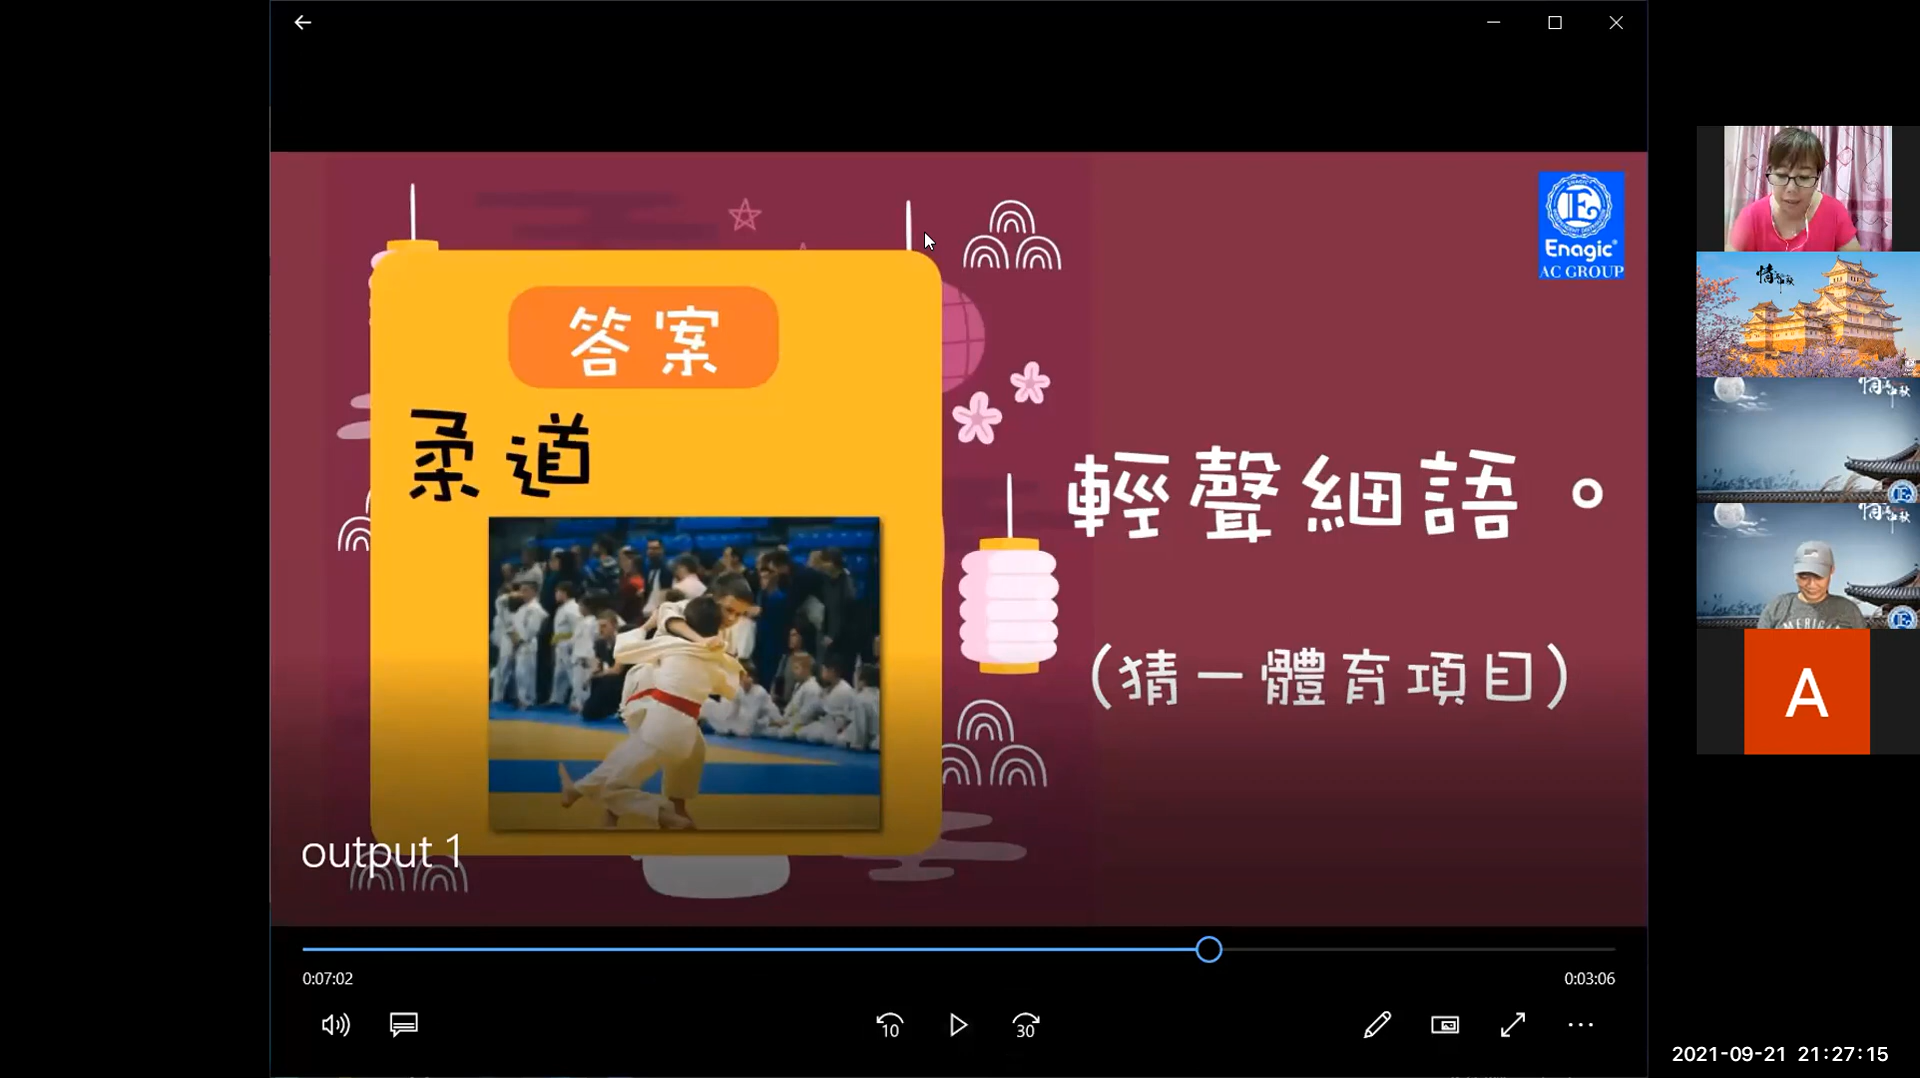 答案
柔道
輕聲細語。
(猜一體育項目)
Enagic®
AC GROUP
output 1
0:07:02
0:03:06
10
30
A
2021-09-21 21:27:15